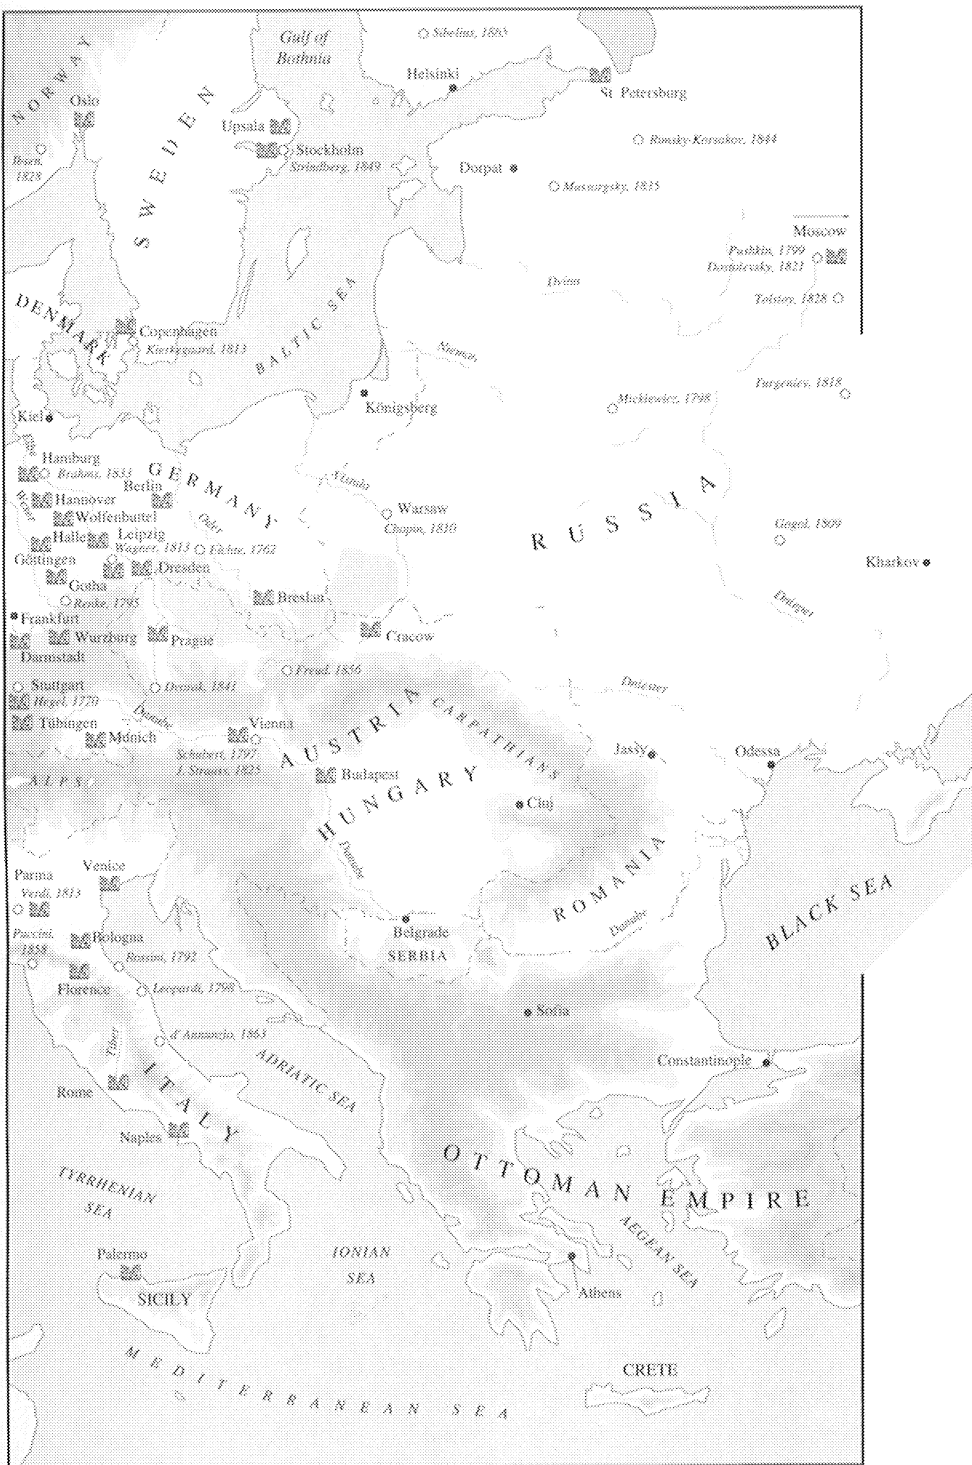 Gulf of
Bothnia
Sibelius, 1865
NORWAY
Helsinki
St Petersburg
Oslo
SWEDEN
Upsala
Stockholm
Strindberg, 1849
Ibsen,
1828
Rimsky-Korsakov, 1844
Dorpat
Mussorgsky, 1835
Moscow
Pushkin, 1799
Dostoievsky, 1821
Tolstoy, 1828
Dvina
DENMARK
Copenhagen
Kierkegaard, 1813
BALTIC SEA
Niemen
Turgeniev, 1818
Königsberg
Mickiewicz, 1798
Kiel
Hamburg
Brahms, 1833
GERMANY
Berlin
Vistula
RUSSIA
Weser
Hannover
Wolfenbuttel
Oder
Warsaw
Chopin, 1810
Gogol, 1809
Halle
Leipzig
Wagner, 1813
Fichte, 1762
Göttingen
Dresden
Kharkov
Gotha
Ranke, 1795
Breslau
Dnieper
Frankfurt
Wurzburg
Prague
Cracow
Darmstadt
Freud, 1856
Stuttgart
Hegel, 1770
Dvorak, 1841
Dniester
Tübingen
Danube
Vienna
Munich
Schubert, 1797
J. Strauss, 1825
AUSTRIA
HUNGARY
CARPATHIANS
Jassy
Odessa
ALPS
Budapest
Cluj
Danube
ROMANIA
Parma
Verdi, 1813
Venice
BLACK SEA
Danube
Puccini,
1858
Bologna
Belgrade
SERBIA
Rossini, 1792
Florence
Leopardi, 1798
Sofia
Tiber
d'Annunzio, 1863
ITALY
ADRIATIC SEA
Constantinople
Rome
Naples
OTTOMAN EMPIRE
TYRRHENIAN
SEA
AEGEAN SEA
Palermo
IONIAN
SEA
SICILY
Athens
MEDITERRANEAN SEA
CRETE